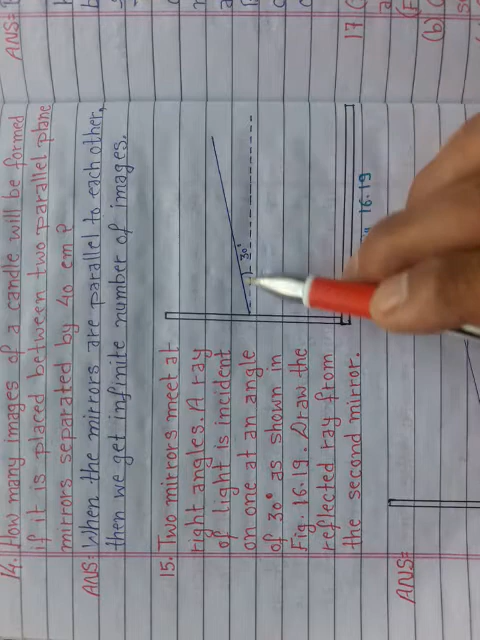 14. How many images of a candle will be formed
if it is placed between two parallel plane
mirrors separated by 40 cm?
ANS= When the mirrors are parallel to each other,
then we get infinite number of images.
15. Two mirrors meet at
right angles. A ray
of light is incident
on one at an angle
of 30° as shown in
Fig. 16.19. Draw the
reflected ray from
the second mirror.
30°
16.19
ANS=
ANS=
17.
(b)